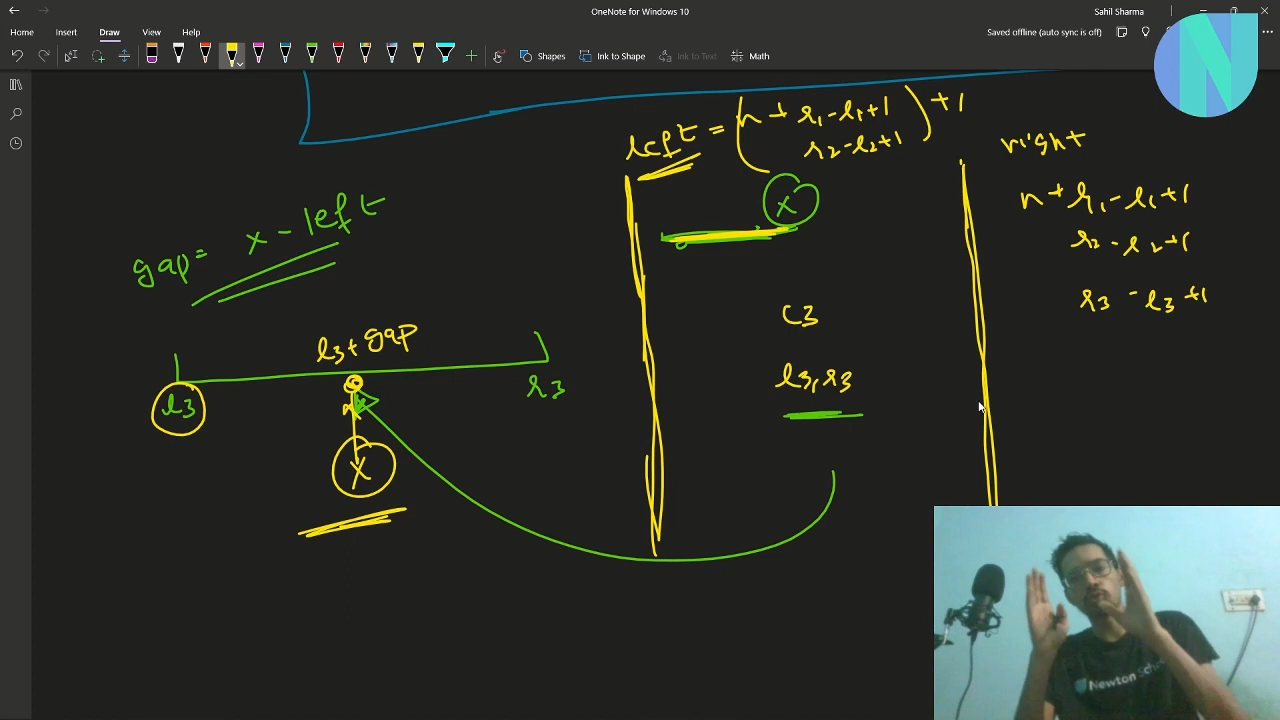 OneNote for Windows 10
Sahil Sharma
Home Insert Draw View Help
Saved offline (auto sync is off)
Shapes
Ink to Shape
Ink to Text
Math
left = (n + r1-l1+1
r2-l2+1) + 1
right
n + r1-l1+1
r2-l2+1
r3-l3+1
x
gap = x - left
c3
l3+gap
l3, r3
l3
r3
x
Newton Scho